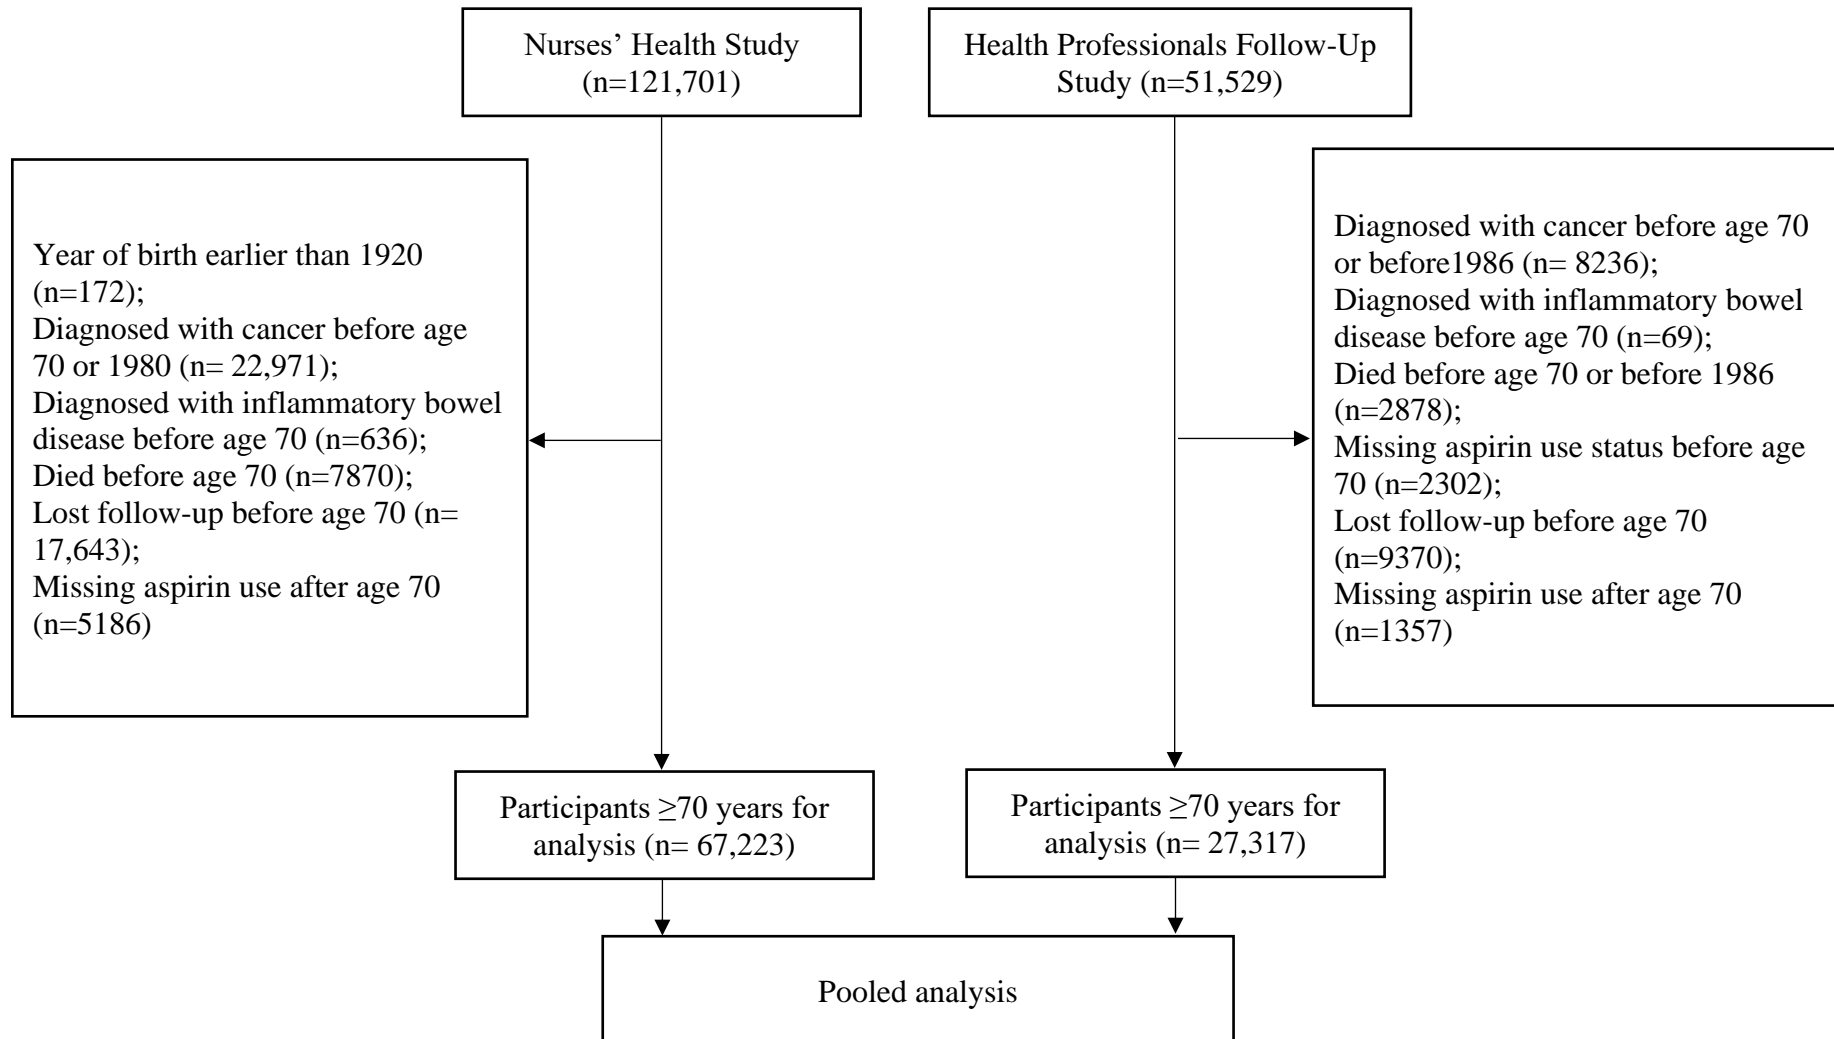 Nurses’ Health Study
(n=121,701)
Health Professionals Follow-Up
Study (n=51,529)
Year of birth earlier than 1920
(n=172);
Diagnosed with cancer before age
70 or 1980 (n= 22,971);
Diagnosed with inflammatory bowel
disease before age 70 (n=636);
Died before age 70 (n=7870);
Lost follow-up before age 70 (n=
17,643);
Missing aspirin use after age 70
(n=5186)
Diagnosed with cancer before age 70
or before1986 (n= 8236);
Diagnosed with inflammatory bowel
disease before age 70 (n=69);
Died before age 70 or before 1986
(n=2878);
Missing aspirin use status before age
70 (n=2302);
Lost follow-up before age 70
(n=9370);
Missing aspirin use after age 70
(n=1357)
Participants ≥70 years for
analysis (n= 67,223)
Participants ≥70 years for
analysis (n= 27,317)
Pooled analysis